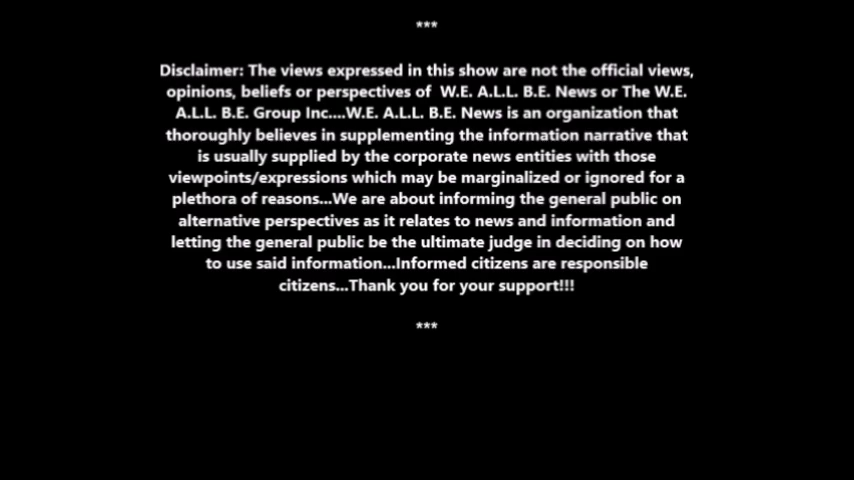 ***
Disclaimer: The views expressed in this show are not the official views,
opinions, beliefs or perspectives of  W.E. A.L.L. B.E. News or The W.E.
A.L.L. B.E. Group Inc....W.E. A.L.L. B.E. News is an organization that
thoroughly believes in supplementing the information narrative that
is usually supplied by the corporate news entities with those
viewpoints/expressions which may be marginalized or ignored for a
plethora of reasons...We are about informing the general public on
alternative perspectives as it relates to news and information and
letting the general public be the ultimate judge in deciding on how
to use said information...Informed citizens are responsible
citizens...Thank you for your support!!!
***